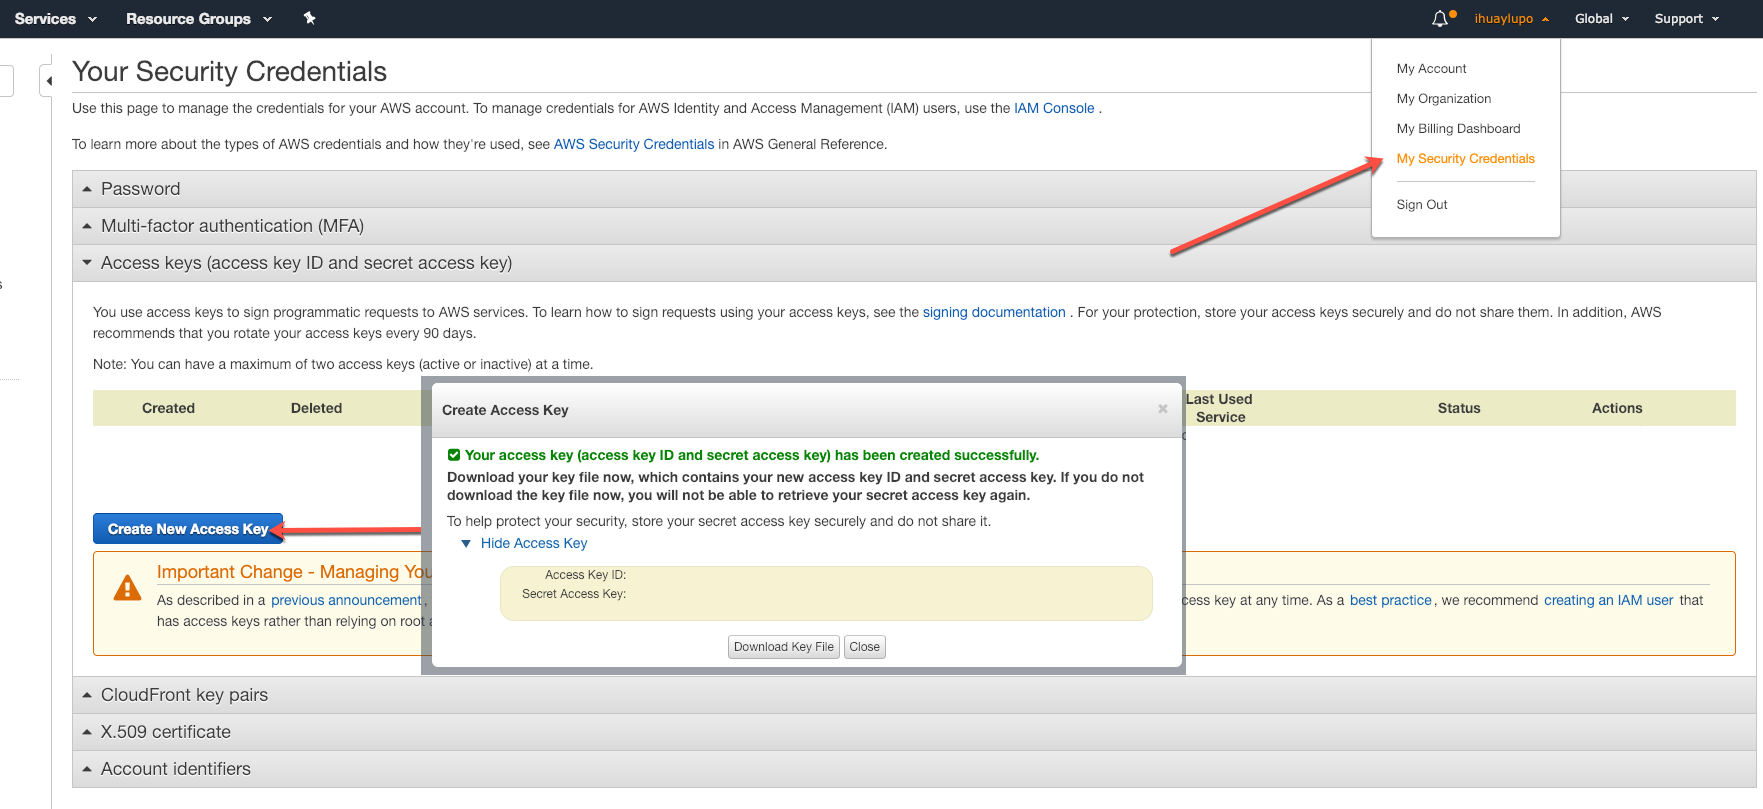 Services Resource Groups ihuaylupo Global Support
My Account
My Organization
My Billing Dashboard
My Security Credentials
Sign Out
Your Security Credentials
Use this page to manage the credentials for your AWS account. To manage credentials for AWS Identity and Access Management (IAM) users, use the IAM Console .
To learn more about the types of AWS credentials and how they're used, see AWS Security Credentials in AWS General Reference.
Password
Multi-factor authentication (MFA)
Access keys (access key ID and secret access key)
You use access keys to sign programmatic requests to AWS services. To learn how to sign requests using your access keys, see the signing documentation . For your protection, store your access keys securely and do not share them. In addition, AWS
recommends that you rotate your access keys every 90 days.
Note: You can have a maximum of two access keys (active or inactive) at a time.
Created Deleted Last Used Service Status Actions
Create Access Key
Your access key (access key ID and secret access key) has been created successfully.
Download your key file now, which contains your new access key ID and secret access key. If you do not
download the key file now, you will not be able to retrieve your secret access key again.
To help protect your security, store your secret access key securely and do not share it.
Hide Access Key
Access Key ID:
Secret Access Key:
Download Key File Close
Create New Access Key
Important Change - Managing You
As described in a previous announcement, cess key at any time. As a best practice, we recommend creating an IAM user that
has access keys rather than relying on root
CloudFront key pairs
X.509 certificate
Account identifiers